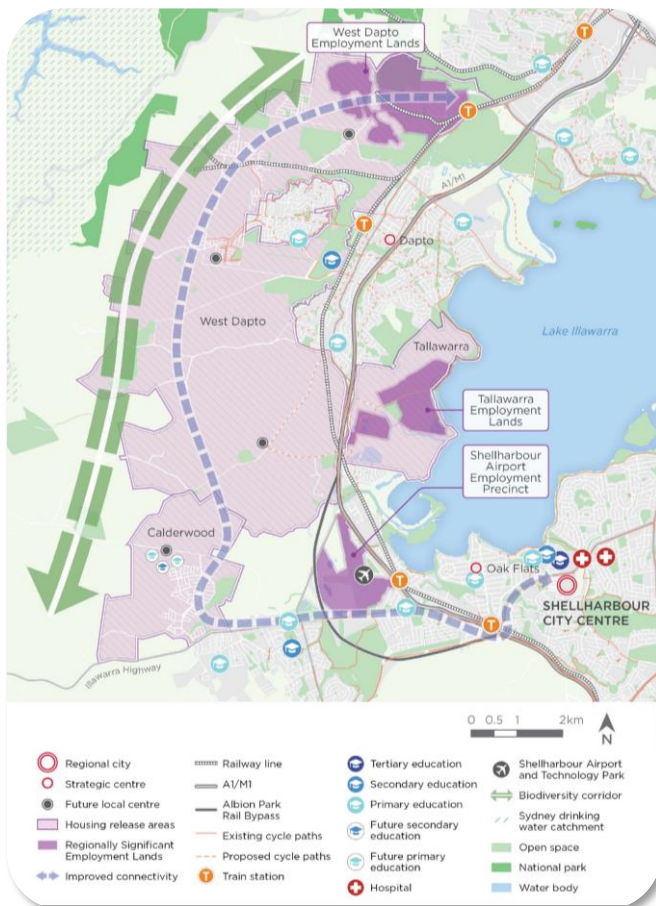 West Dapto
Employment Lands
T
T
A1/M1
T
Dapto
West Dapto
Lake Illawarra
Tallawarra
Tallawarra
Employment
Lands
Shellharbour
Airport
Employment
Precinct
Calderwood
T
Oak Flats
SHELLHARBOUR
CITY CENTRE
T
Illawarra Highway
0 0.5 1 2km
N
Regional city
Strategic centre
Future local centre
Housing release areas
Regionally Significant
Employment Lands
Improved connectivity
Railway line
A1/M1
Albion Park
Rail Bypass
Existing cycle paths
Proposed cycle paths
T Train station
Tertiary education
Secondary education
Primary education
Future secondary
education
Future primary
education
Hospital
Shellharbour Airport
and Technology Park
Biodiversity corridor
Sydney drinking
water catchment
Open space
National park
Water body